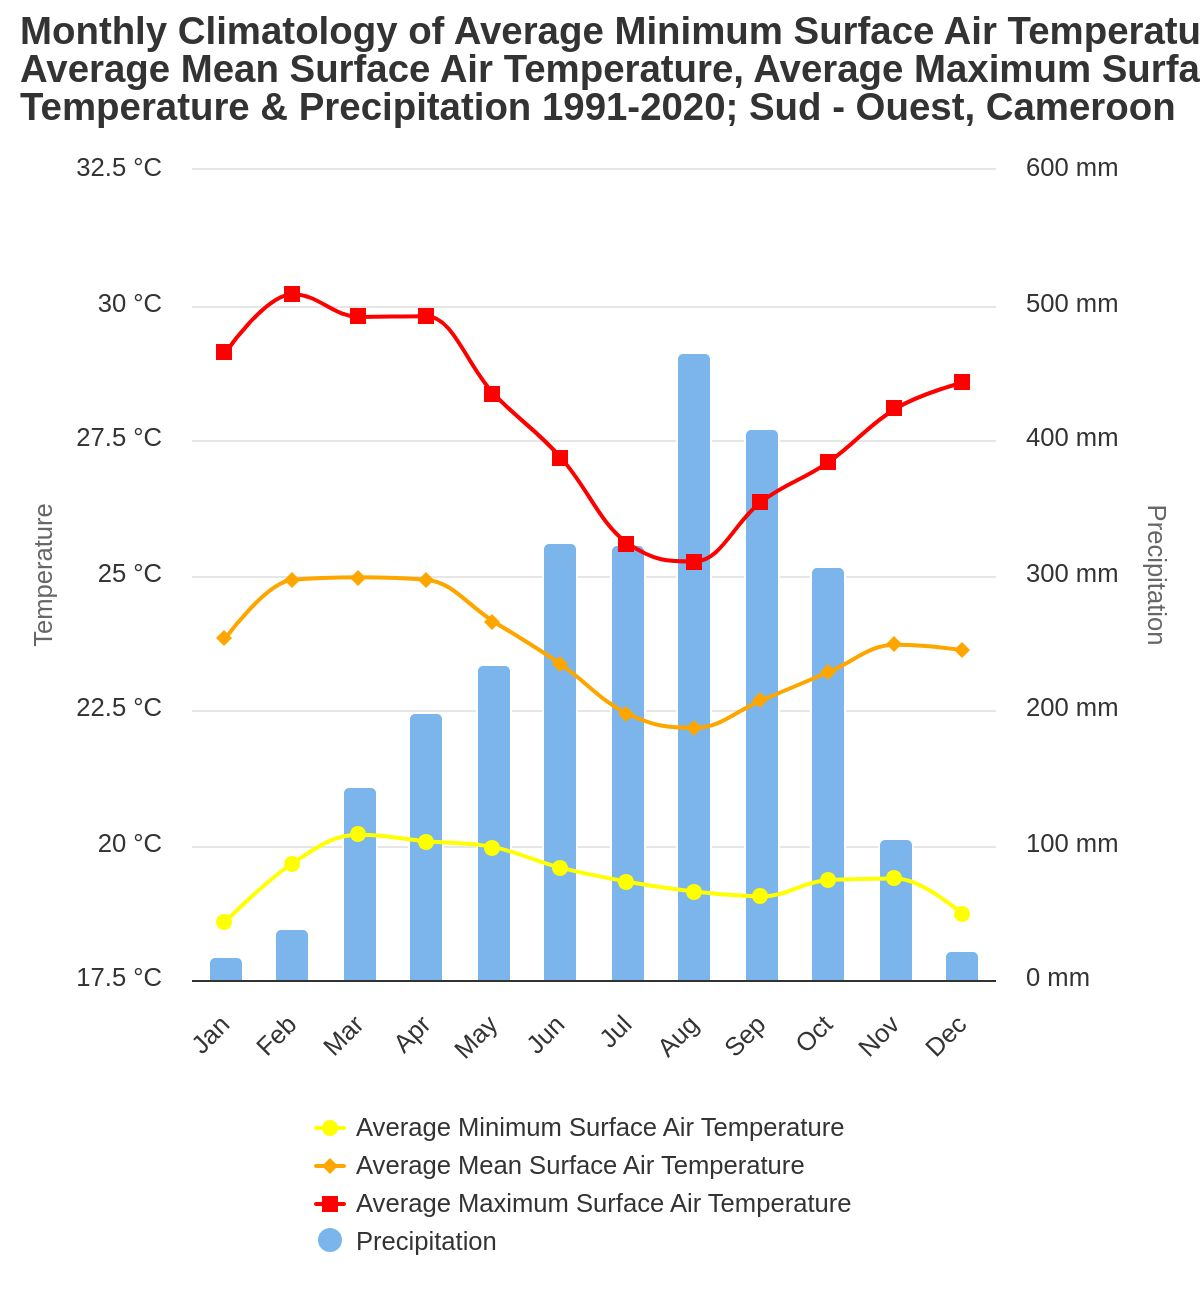 Monthly Climatology of Average Minimum Surface Air Temperatu
Average Mean Surface Air Temperature, Average Maximum Surfa
Temperature & Precipitation 1991-2020; Sud - Ouest, Cameroon
32.5 °C
30 °C
27.5 °C
25 °C
22.5 °C
20 °C
17.5 °C
Temperature
600 mm
500 mm
400 mm
300 mm
200 mm
100 mm
0 mm
Precipitation
Jan
Feb
Mar
Apr
May
Jun
Jul
Aug
Sep
Oct
Nov
Dec
Average Minimum Surface Air Temperature
Average Mean Surface Air Temperature
Average Maximum Surface Air Temperature
Precipitation